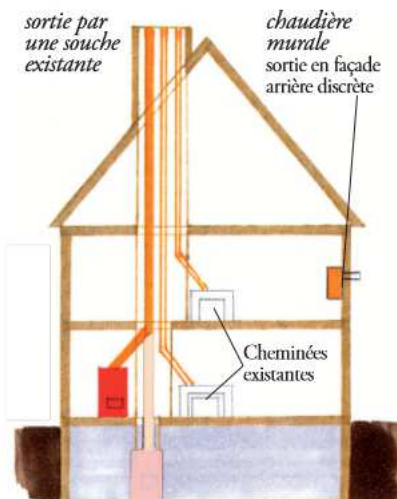 sortie par
une souche
existante
chaudière
murale
sortie en façade
arrière discrète
Cheminées
existantes